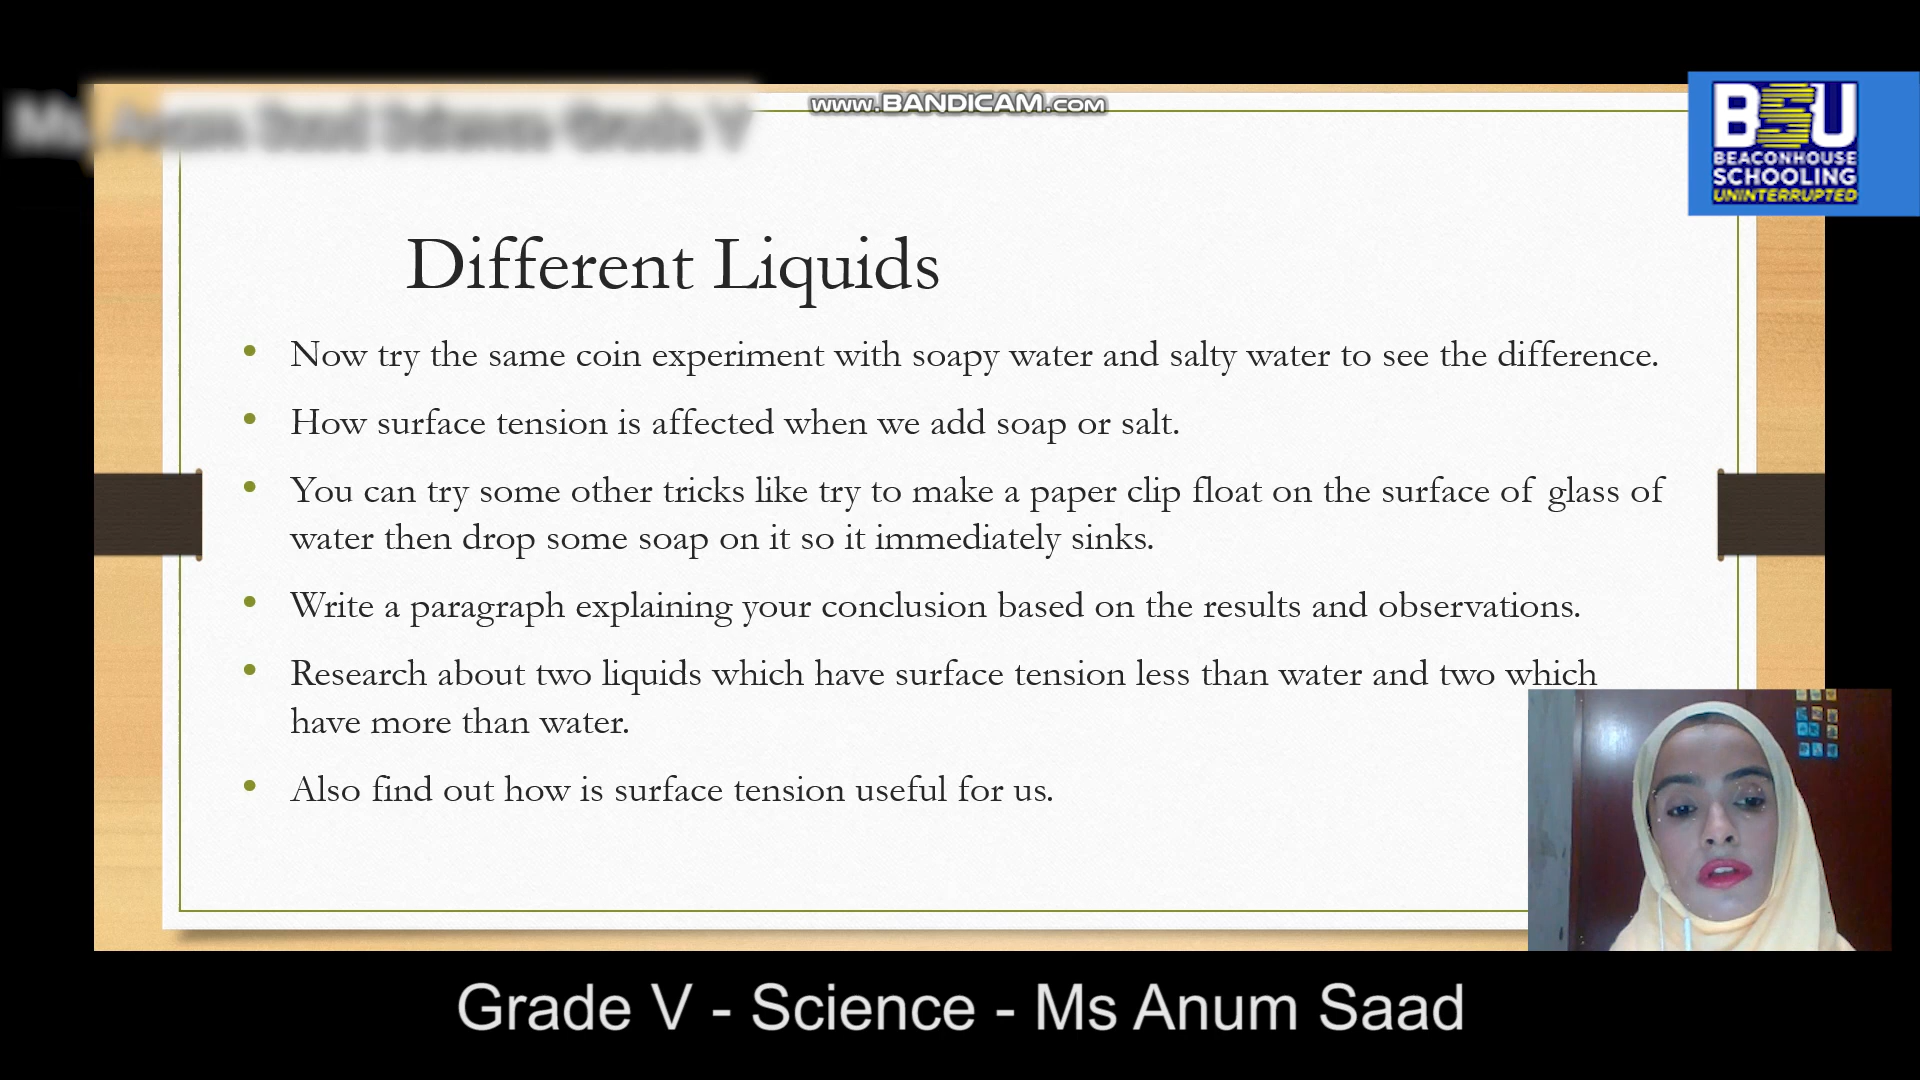 Ms Anum Saad Science Grade V
www.BANDICAM.com
BSU
BEACONHOUSE
SCHOOLING
UNINTERRUPTED
Different Liquids
• Now try the same coin experiment with soapy water and salty water to see the difference.
• How surface tension is affected when we add soap or salt.
• You can try some other tricks like try to make a paper clip float on the surface of glass of
water then drop some soap on it so it immediately sinks.
• Write a paragraph explaining your conclusion based on the results and observations.
• Research about two liquids which have surface tension less than water and two which
have more than water.
• Also find out how is surface tension useful for us.
Grade V - Science - Ms Anum Saad